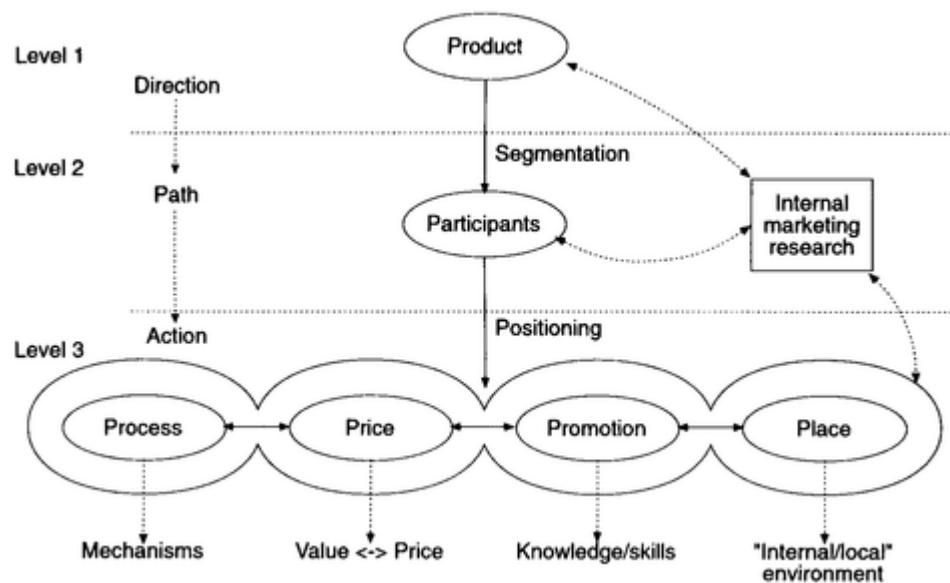 Level 1
Product
Direction
Segmentation
Level 2
Path
Participants
Internal
marketing
research
Action
Positioning
Level 3
Process
Price
Promotion
Place
Mechanisms
Value <-> Price
Knowledge/skills
"Internal/local"
environment